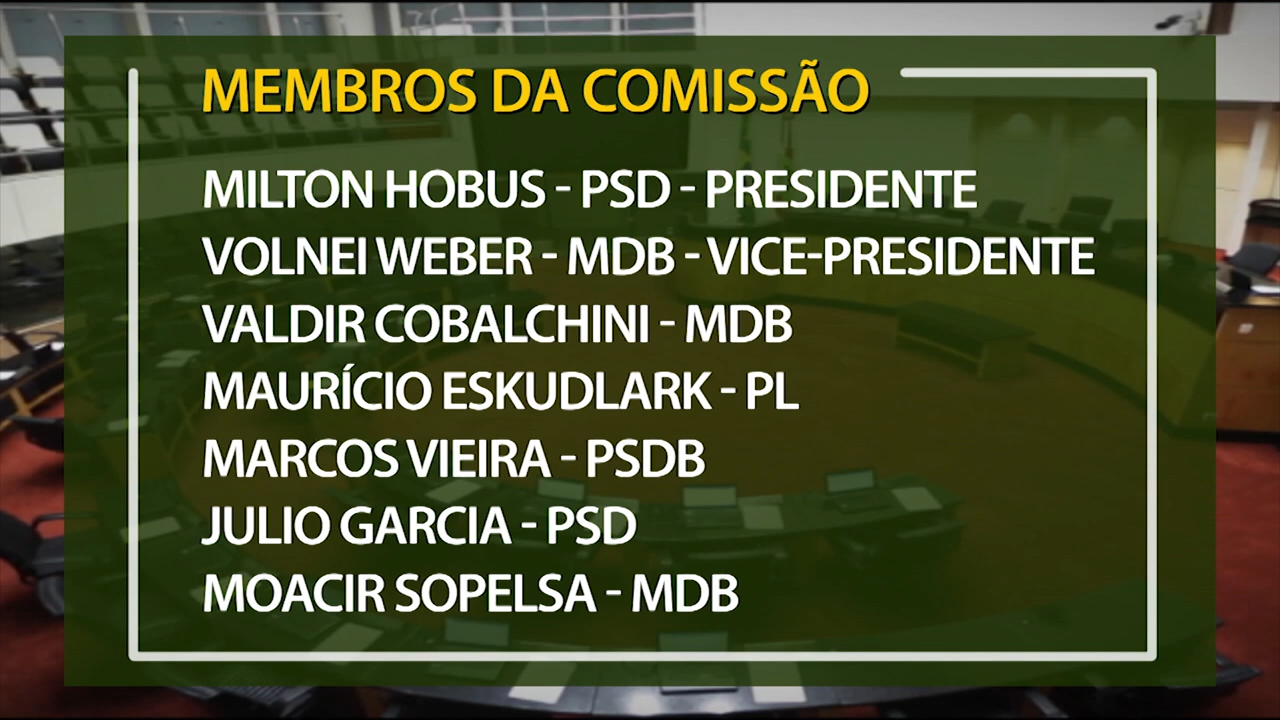 MEMBROS DA COMISSÃO
MILTON HOBUS - PSD - PRESIDENTE
VOLNEI WEBER - MDB - VICE-PRESIDENTE
VALDIR COBALCHINI - MDB
MAURÍCIO ESKUDLARK - PL
MARCOS VIEIRA - PSDB
JULIO GARCIA - PSD
MOACIR SOPELSA - MDB